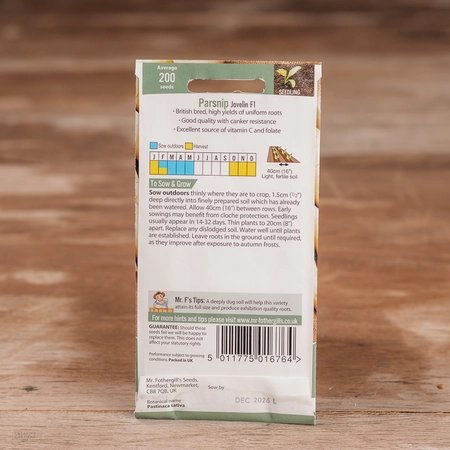 Average
200
seeds
SEEDLING
Parsnip Javelin F1
• British bred, high yields of uniform roots
• Good quality with canker resistance
• Excellent source of vitamin C and folate
Sow outdoors Harvest
J F M A M J J A S O N D
40cm (16")
Light, fertile soil
To Sow & Grow
Sow outdoors thinly where they are to crop, 1.5cm (½")
deep directly into finely prepared soil which has already
been watered. Allow 40cm (16") between rows. Early
sowings may benefit from cloche protection. Seedlings
usually appear in 14-32 days. Thin plants to 20cm (8")
apart. Replace any dislodged soil. Water well until plants
are established. Leave roots in the ground until required,
as they improve after exposure to autumn frosts.
Mr. F's Tips: A deeply dug soil will help this variety
attain its full size and produce exhibition quality roots.
For more hints and tips please visit www.mr-fothergills.co.uk
GUARANTEE: Should these
seeds fail we will be happy to
replace them. This does not
affect your statutory rights
Performance subject to growing
conditions. Packed in UK
5 011775 016764 >
Mr. Fothergill's Seeds,
Kentford, Newmarket,
CB8 7QB, UK
Sow by
DEC 2026 L
Botanical name:
Pastinaca sativa